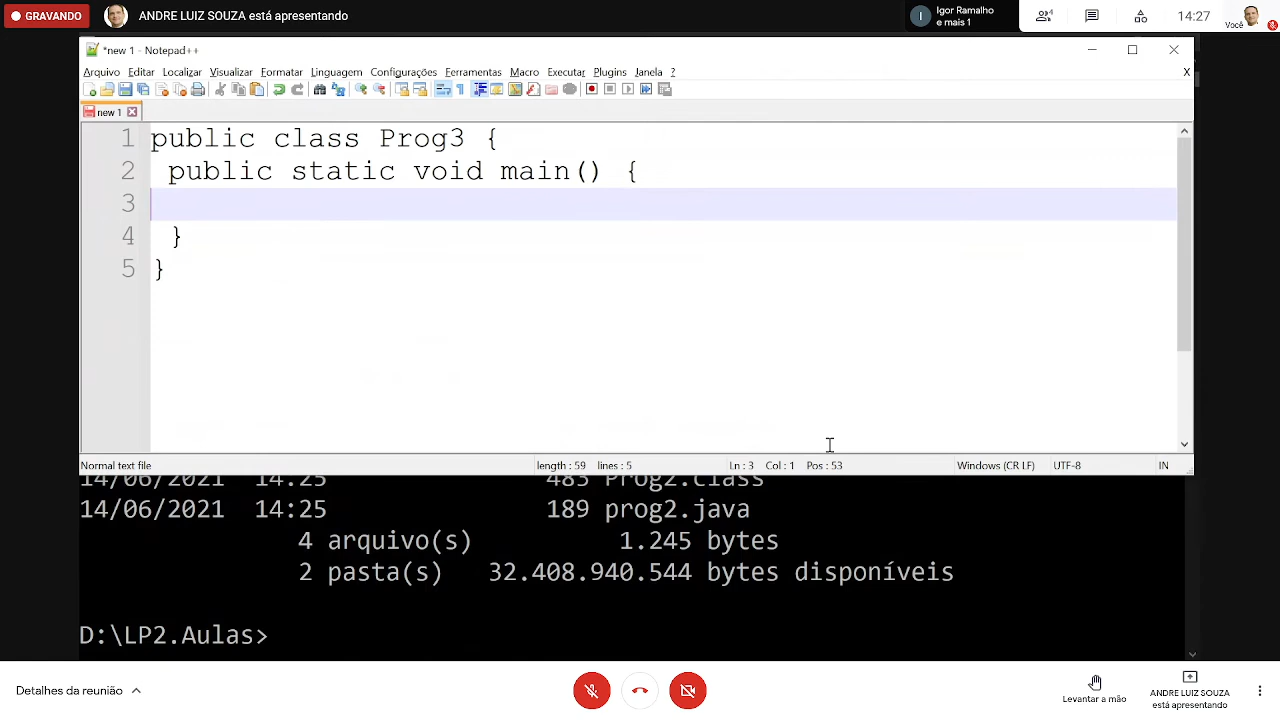 GRAVANDO
ANDRE LUIZ SOUZA está apresentando
I
Igor Ramalho
e mais 1
4
14:27
Você
*new 1 - Notepad++
Arquivo Editar Localizar Visualizar Formatar Linguagem Configurações Ferramentas Macro Executar Plugins Janela ?
X
new 1
1 public class Prog3 {
2 public static void main() {
3
4 }
5 }
Normal text file length : 59 lines : 5 Ln : 3 Col : 1 Pos : 53 Windows (CR LF) UTF-8 IN
14/06/2021 14:25 483 Prog2.class
14/06/2021 14:25 189 prog2.java
4 arquivo(s) 1.245 bytes
2 pasta(s) 32.408.940.544 bytes disponíveis
D:\LP2.Aulas>
Detalhes da reunião
Levantar a mão
ANDRE LUIZ SOUZA
está apresentando